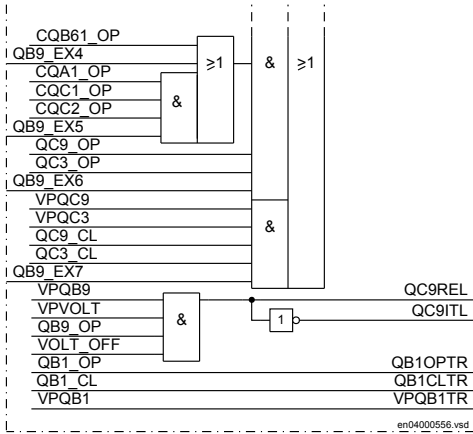 CQB61_OP
QB9_EX4
≥1
&
≥1
CQA1_OP
CQC1_OP
&
CQC2_OP
QB9_EX5
QC9_OP
QC3_OP
QB9_EX6
VPQC9
VPQC3
&
QC9_CL
QC3_CL
QB9_EX7
VPQB9
QC9REL
VPVOLT
QC9ITL
&
1
QB9_OP
VOLT_OFF
QB1_OP
QB1OPTR
QB1_CL
QB1CLTR
VPQB1
VPQB1TR
en04000556.vsd